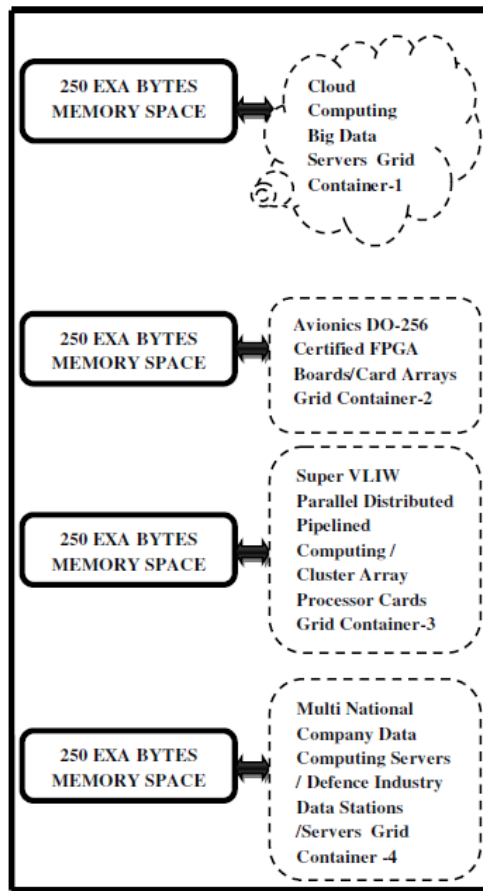 250 EXA BYTES
MEMORY SPACE
Cloud
Computing
Big Data
Servers Grid
Container-1
250 EXA BYTES
MEMORY SPACE
Avionics DO-256
Certified FPGA
Boards/Card Arrays
Grid Container-2
250 EXA BYTES
MEMORY SPACE
Super VLIW
Parallel Distributed
Pipelined
Computing /
Cluster Array
Processor Cards
Grid Container-3
250 EXA BYTES
MEMORY SPACE
Multi National
Company Data
Computing Servers
/ Defence Industry
Data Stations
/Servers Grid
Container -4